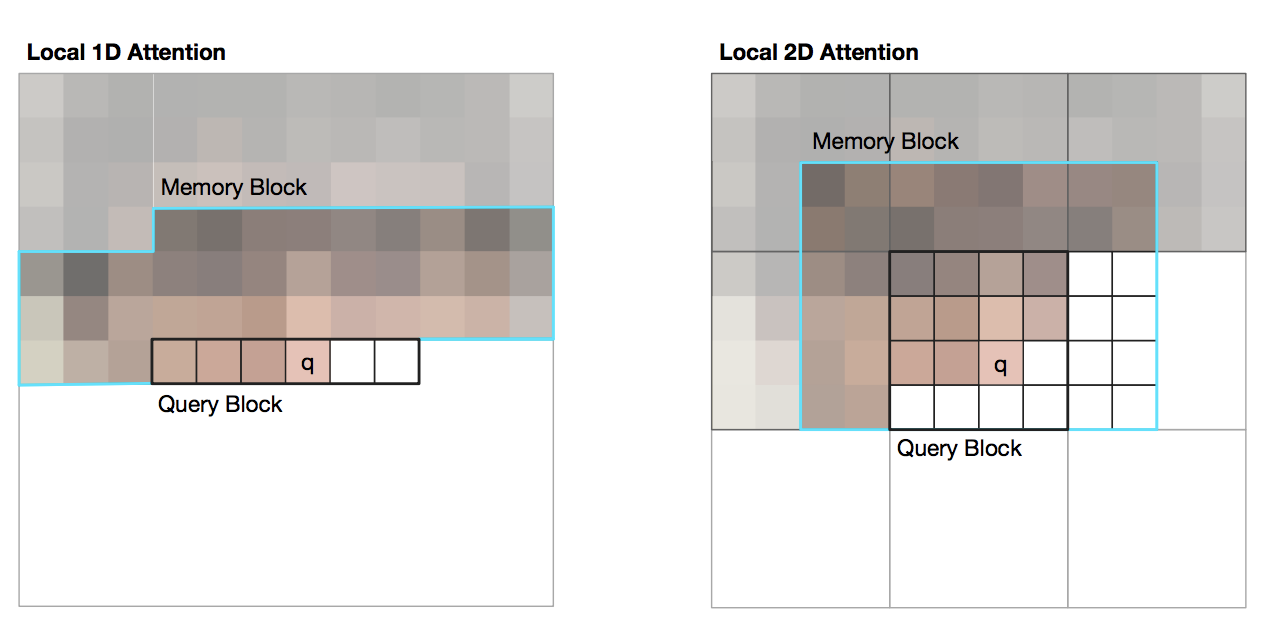 Local 1D Attention
Memory Block
q
Query Block
Local 2D Attention
Memory Block
q
Query Block